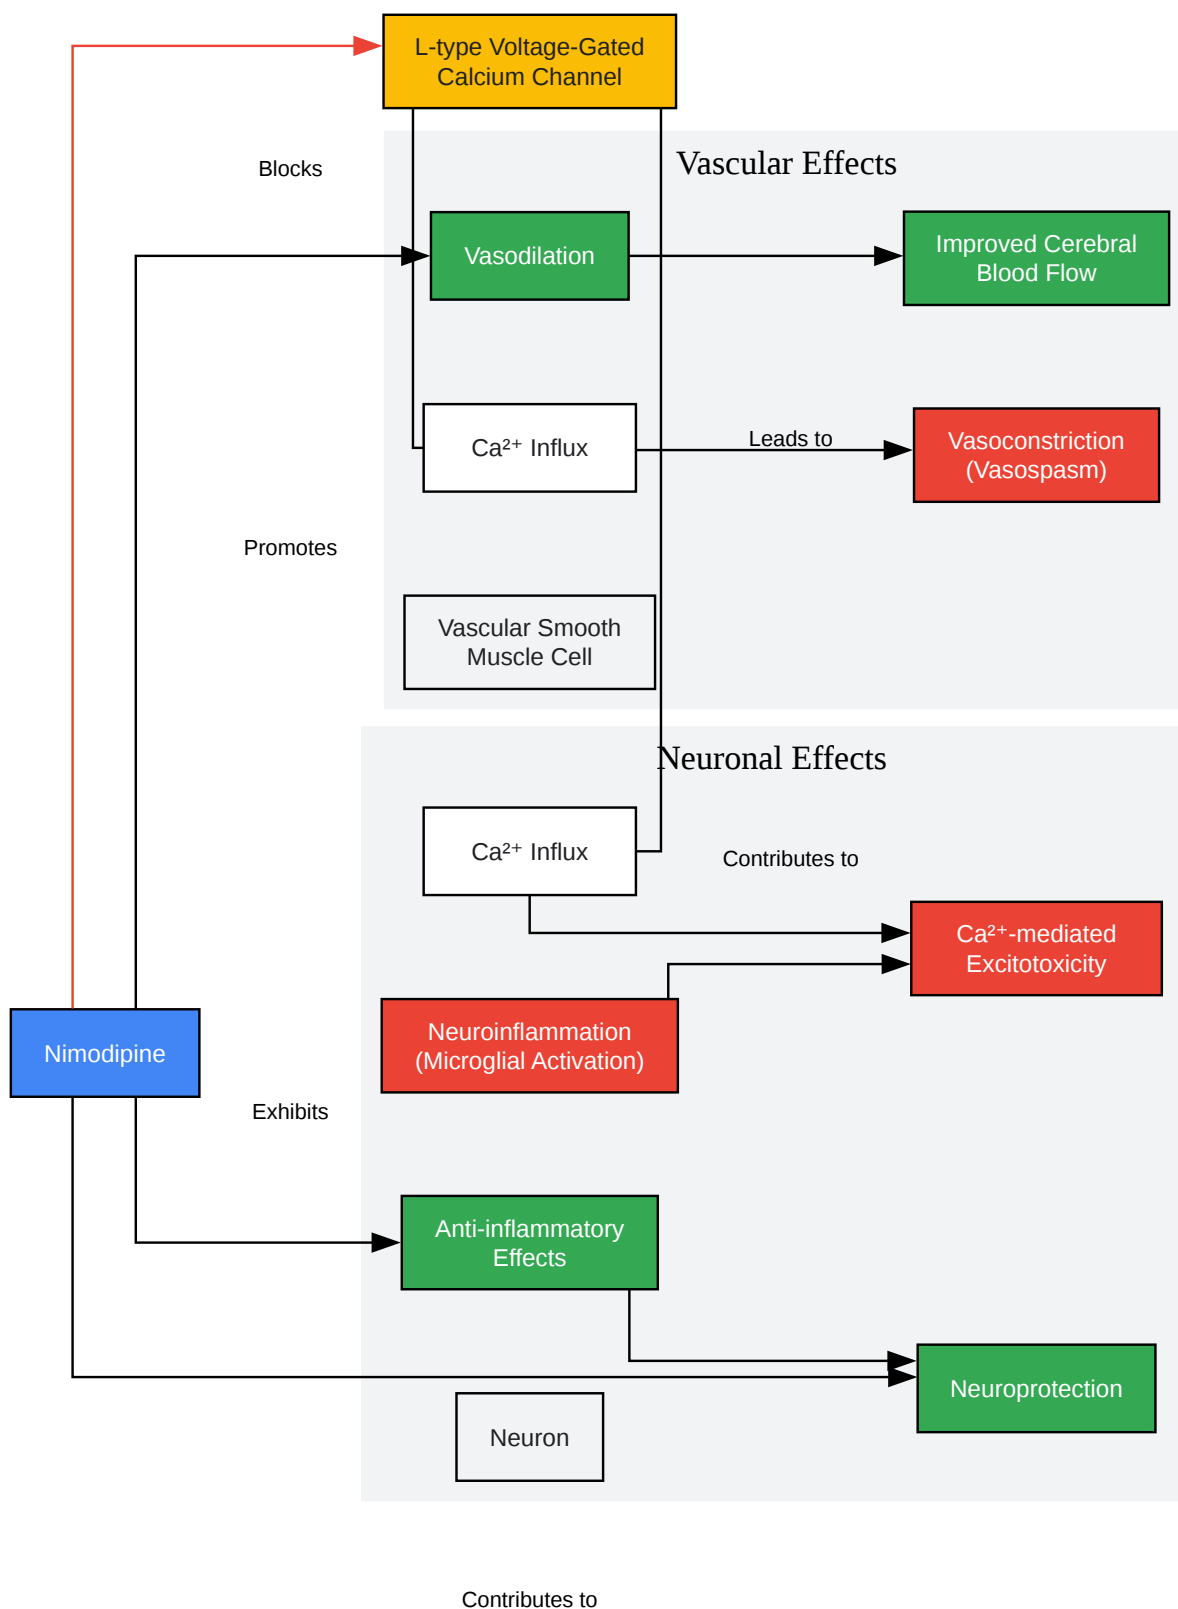 L-type Voltage-Gated
Calcium Channel
Blocks
Vascular Effects
Vasodilation
Improved Cerebral
Blood Flow
Ca²⁺ Influx
Leads to
Vasoconstriction
(Vasospasm)
Promotes
Vascular Smooth
Muscle Cell
Neuronal Effects
Ca²⁺ Influx
Contributes to
Ca²⁺-mediated
Excitotoxicity
Neuroinflammation
(Microglial Activation)
Nimodipine
Exhibits
Anti-inflammatory
Effects
Neuroprotection
Neuron
Contributes to